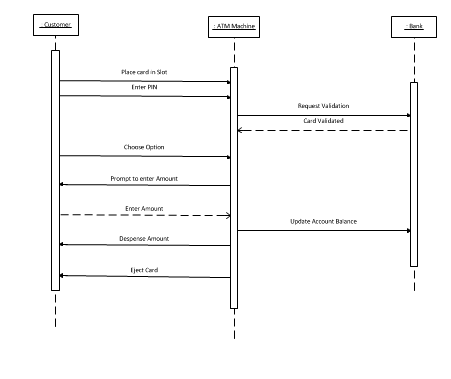 : Customer
: ATM Machine
: Bank
Place card in Slot
Enter PIN
Request Validation
Card Validated
Choose Option
Prompt to enter Amount
Enter Amount
Update Account Balance
Despense Amount
Eject Card